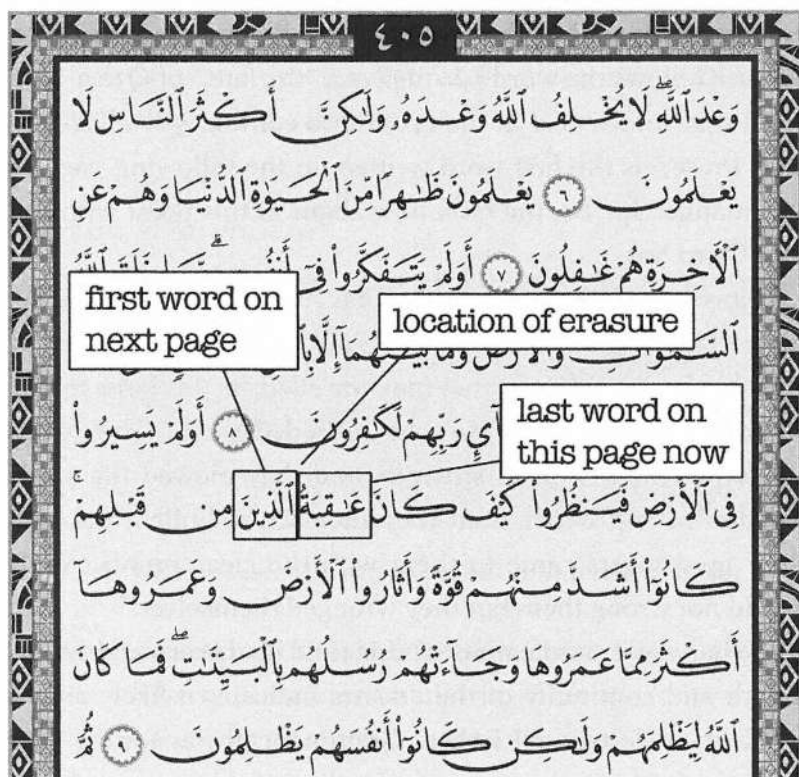 ٤٠٥
وَعْدَ ٱللَّهِ ۖ لَا يُخْلِفُ ٱللَّهُ وَعْدَهُۥ وَلَٰكِنَّ أَكْثَرَ ٱلنَّاسِ لَا
يَعْلَمُونَ ٦ يَعْلَمُونَ ظَٰهِرًا مِّنَ ٱلْحَيَوٰةِ ٱلدُّنْيَا وَهُمْ عَنِ
ٱلْءَاخِرَةِ هُمْ غَٰفِلُونَ ٧ أَوَلَمْ يَتَفَكَّرُوا۟ فِىٓ
first word on
next page
location of erasure
ٱلسَّمَٰوَٰتِ وَٱلْأَرْضَ وَمَا بَيْنَهُمَآ إِلَّا
رَبِّهِمْ لَكَٰفِرُونَ ٨ أَوَلَمْ يَسِيرُوا۟
last word on
this page now
فِى ٱلْأَرْضِ فَيَنظُرُوا۟ كَيْفَ كَانَ عَٰقِبَةُ ٱلَّذِينَ مِن قَبْلِهِمْ ۚ
كَانُوٓا۟ أَشَدَّ مِنْهُمْ قُوَّةً وَأَثَارُوا۟ ٱلْأَرْضَ وَعَمَرُوهَآ
أَكْثَرَ مِمَّا عَمَرُوهَا وَجَآءَتْهُمْ رُسُلُهُم بِٱلْبَيِّنَٰتِ ۖ فَمَا كَانَ
ٱللَّهُ لِيَظْلِمَهُمْ وَلَٰكِن كَانُوٓا۟ أَنفُسَهُمْ يَظْلِمُونَ ٩ ثُمَّ